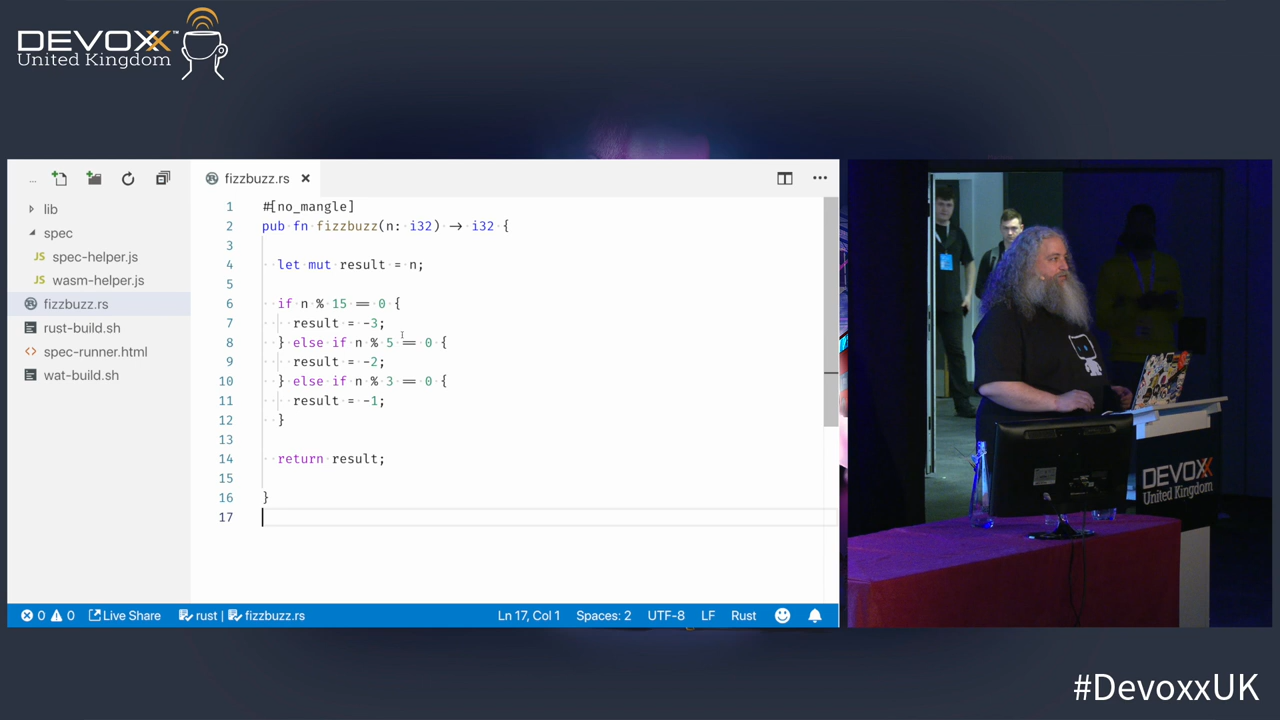 DEVOXX™
United Kingdom
...
fizzbuzz.rs ×
...
lib
spec
JS spec-helper.js
JS wasm-helper.js
fizzbuzz.rs
rust-build.sh
<> spec-runner.html
wat-build.sh
1 #[no_mangle]
2 pub fn fizzbuzz(n: i32) -> i32 {
3
4 let mut result = n;
5
6 if n % 15 == 0 {
7 result = -3;
8 } else if n % 5 == 0 {
9 result = -2;
10 } else if n % 3 == 0 {
11 result = -1;
12 }
13
14 return result;
15
16 }
17
0 0 Live Share rust | fizzbuzz.rs Ln 17, Col 1 Spaces: 2 UTF-8 LF Rust
DEVOXX
United Kingdom
#DevoxxUK